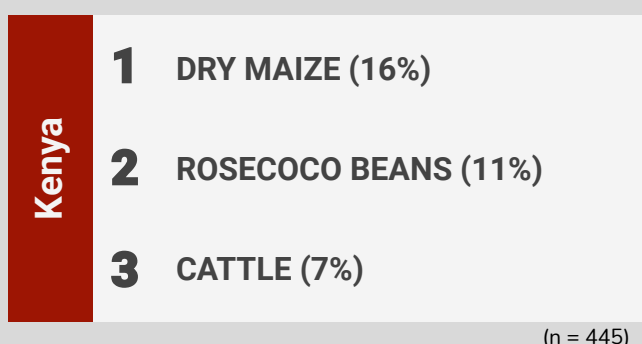 Kenya
1 DRY MAIZE (16%)
2 ROSECOCO BEANS (11%)
3 CATTLE (7%)
(n = 445)